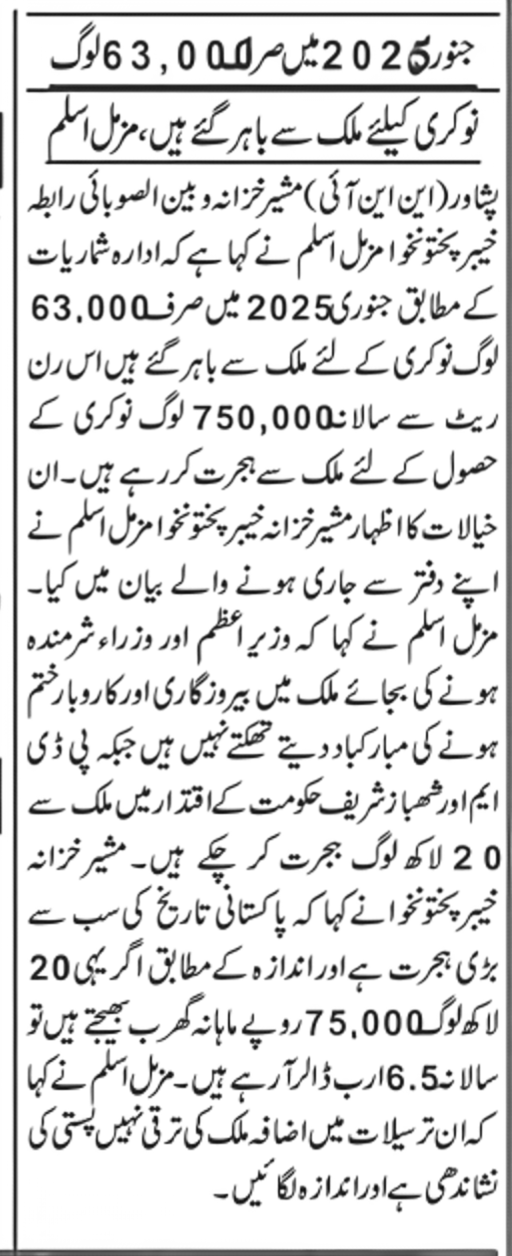 جنوری 2025 میں صرف 63,000 لوگ
نوکری کیلئے ملک سے باہر گئے ہیں، مزمل اسلم
پشاور (این این آئی) مشیر خزانہ و بین الصوبائی رابطہ
خیبر پختونخوا مزمل اسلم نے کہا ہے کہ ادارہ شماریات
کے مطابق جنوری 2025 میں صرف 63,000
لوگ نوکری کے لئے ملک سے باہر گئے ہیں اس رن
ریٹ سے سالانہ 750,000 لوگ نوکری کے
حصول کے لئے ملک سے ہجرت کر رہے ہیں۔ ان
خیالات کا اظہار مشیر خزانہ خیبر پختونخوا مزمل اسلم نے
اپنے دفتر سے جاری ہونے والے بیان میں کیا۔
مزمل اسلم نے کہا کہ وزیر اعظم اور وزراء شرمندہ
ہونے کی بجائے ملک میں بیروزگاری اور کاروبار ختم
ہونے کی مبارکباد دیتے تھکتے نہیں ہیں جبکہ پی ڈی
ایم اور شھباز شریف حکومت کے اقتدار میں ملک سے
20 لاکھ لوگ ہجرت کر چکے ہیں۔ مشیر خزانہ
خیبر پختونخوا نے کہا کہ پاکستانی تاریخ کی سب سے
بڑی ہجرت ہے اور اندازہ کے مطابق اگر یہی 20
لاکھ لوگ 75,000 روپے ماہانہ گھر ب بھیجتے ہیں تو
سالانہ 6.5 ارب ڈالر آ رہے ہیں۔ مزمل اسلم نے کہا
کہ ان ترسیلات میں اضافہ ملک کی ترقی نہیں پستی کی
نشاندھی ہے اور اندازہ لگائیں۔